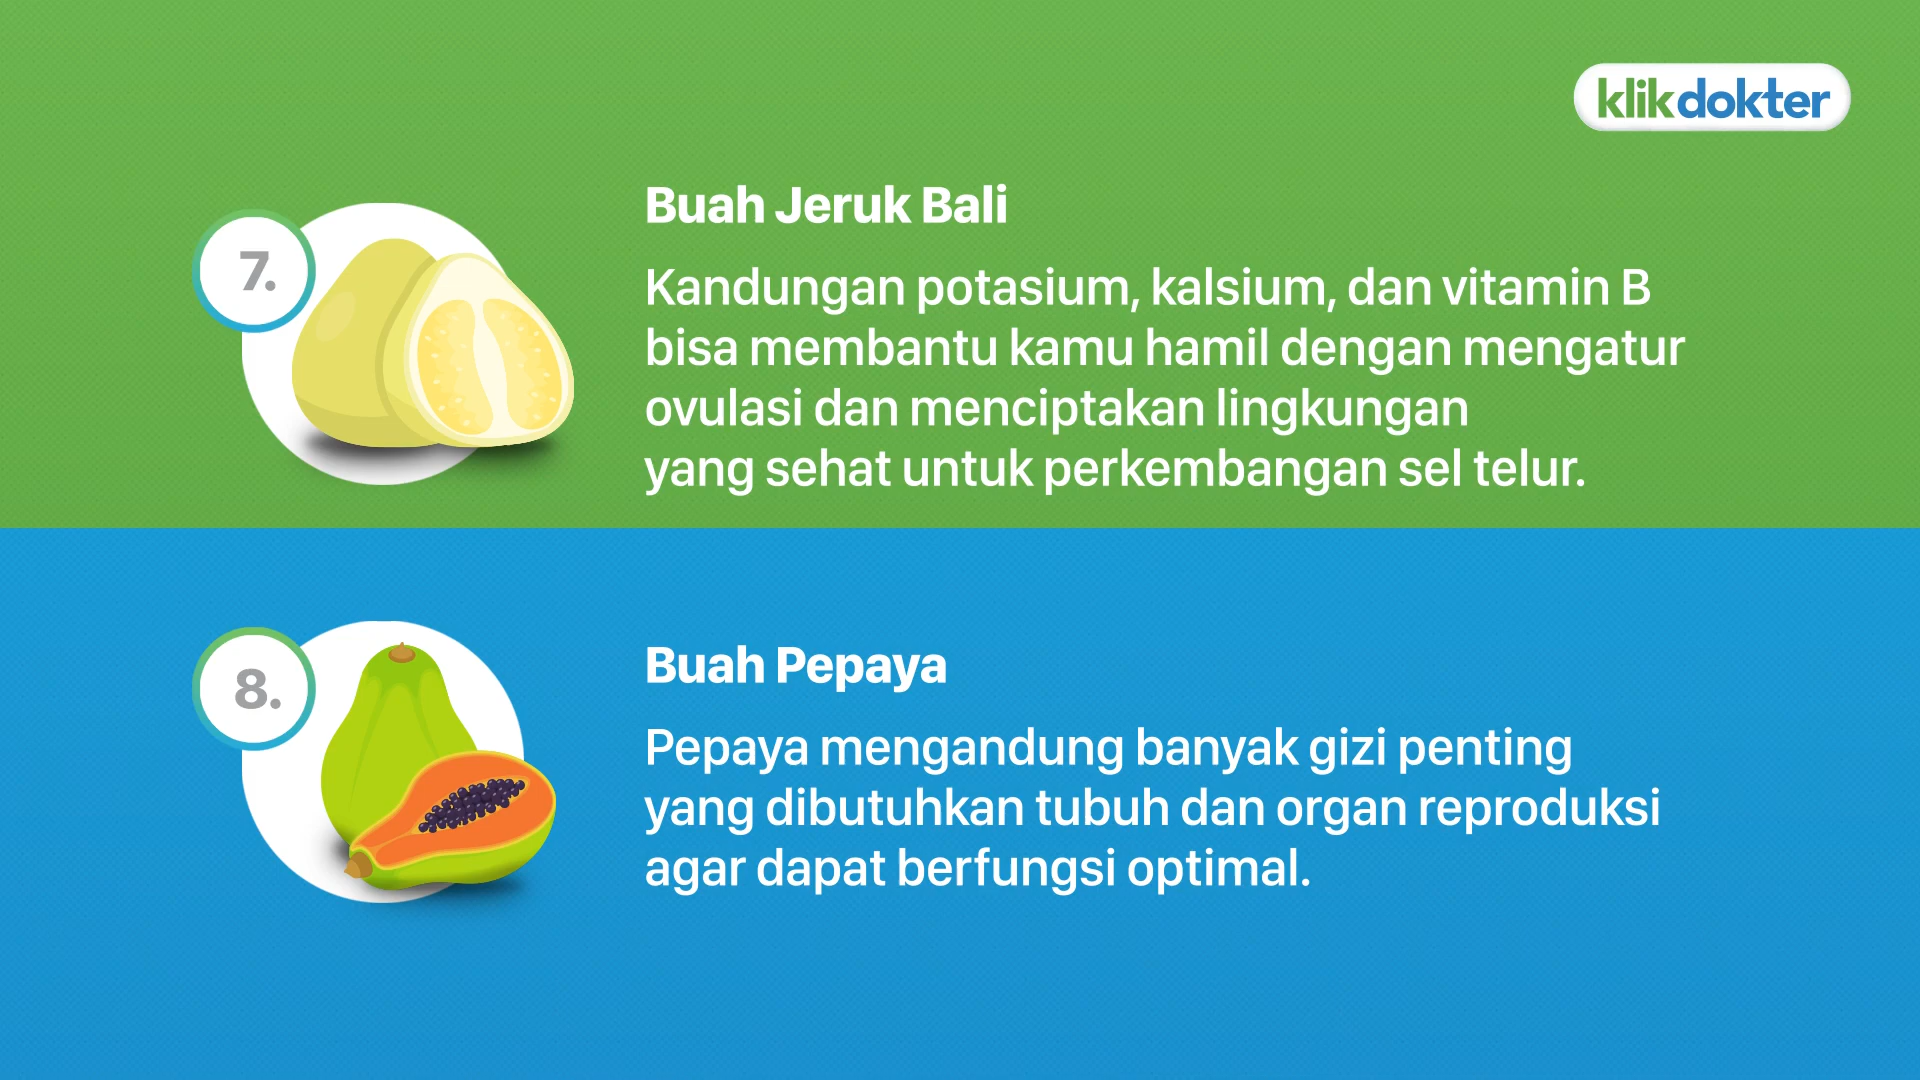 klikdokter
7.
Buah Jeruk Bali
Kandungan potasium, kalsium, dan vitamin B
bisa membantu kamu hamil dengan mengatur
ovulasi dan menciptakan lingkungan
yang sehat untuk perkembangan sel telur.
8.
Buah Pepaya
Pepaya mengandung banyak gizi penting
yang dibutuhkan tubuh dan organ reproduksi
agar dapat berfungsi optimal.